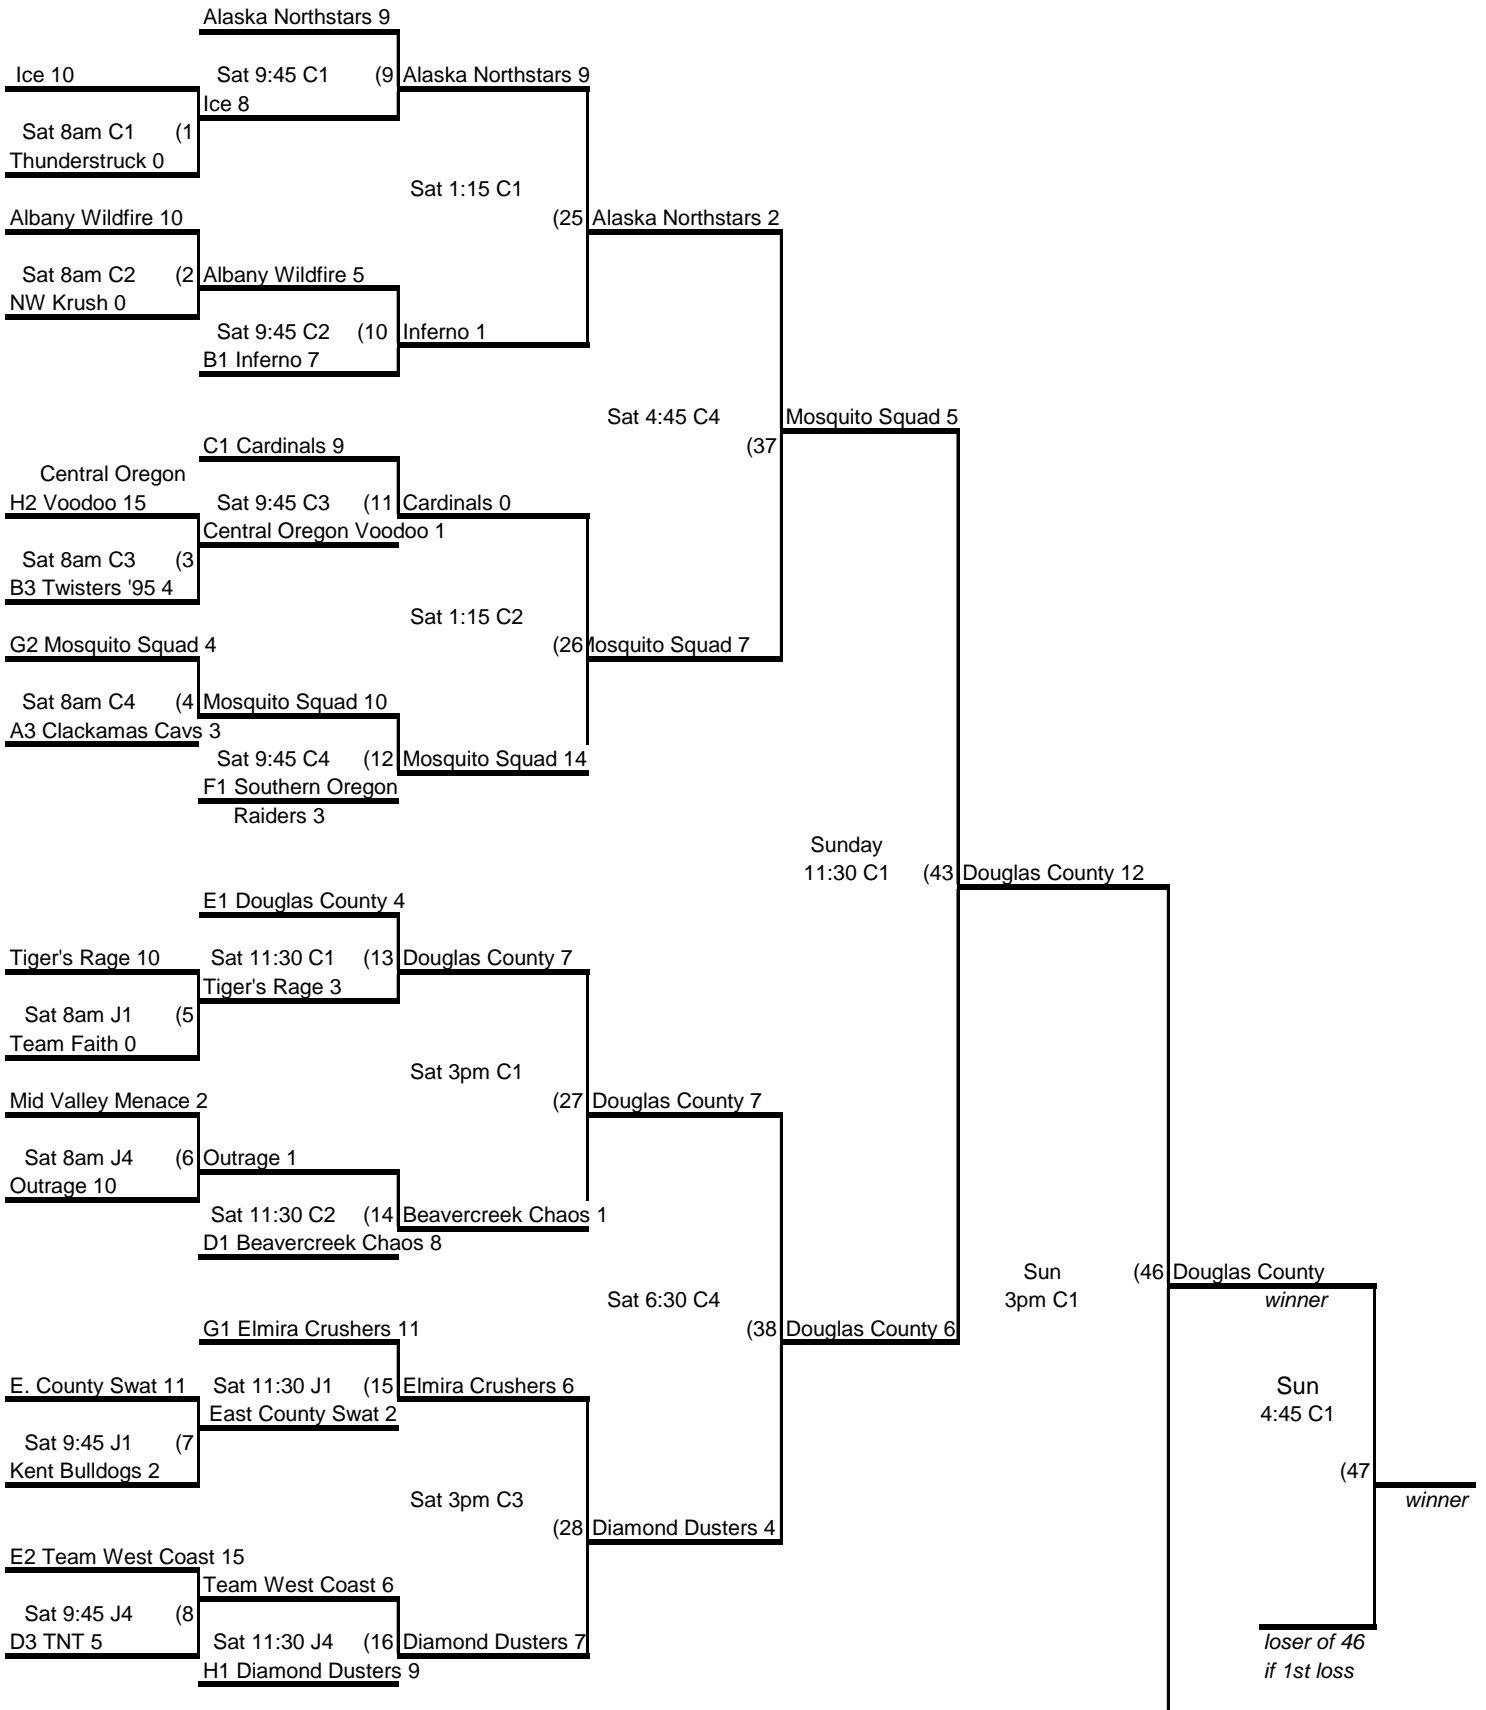 Alaska Northstars 9
Ice 10
Sat 9:45 C1 (9 Alaska Northstars 9
Ice 8
Sat 8am C1 (1
Thunderstruck 0
Sat 1:15 C1
Albany Wildfire 10
(25 Alaska Northstars 2
Sat 8am C2 (2 Albany Wildfire 5
NW Krush 0
Sat 9:45 C2 (10 Inferno 1
B1 Inferno 7
Sat 4:45 C4
Mosquito Squad 5
C1 Cardinals 9
(37
Central Oregon
H2 Voodoo 15
Sat 9:45 C3 (11 Cardinals 0
Central Oregon Voodoo 1
Sat 8am C3 (3
B3 Twisters '95 4
Sat 1:15 C2
G2 Mosquito Squad 4
(26 Mosquito Squad 7
Sat 8am C4 (4 Mosquito Squad 10
A3 Clackamas Cavs 3
Sat 9:45 C4 (12 Mosquito Squad 14
F1 Southern Oregon
Raiders 3
Sunday
11:30 C1 (43 Douglas County 12
E1 Douglas County 4
Tiger's Rage 10
Sat 11:30 C1 (13 Douglas County 7
Tiger's Rage 3
Sat 8am J1 (5
Team Faith 0
Sat 3pm C1
Mid Valley Menace 2
(27 Douglas County 7
Sat 8am J4 (6 Outrage 1
Outrage 10
Sat 11:30 C2 (14 Beavercreek Chaos 1
D1 Beavercreek Chaos 8
Sun
3pm C1
(46 Douglas County
winner
Sat 6:30 C4
G1 Elmira Crushers 11
(38 Douglas County 6
E. County Swat 11
Sat 11:30 J1 (15 Elmira Crushers 6
Sun
4:45 C1
East County Swat 2
Sat 9:45 J1 (7
Kent Bulldogs 2
(47
winner
Sat 3pm C3
(28 Diamond Dusters 4
E2 Team West Coast 15
Team West Coast 6
Sat 9:45 J4 (8
D3 TNT 5
Sat 11:30 J4 (16 Diamond Dusters 7
H1 Diamond Dusters 9
loser of 46
if 1st loss